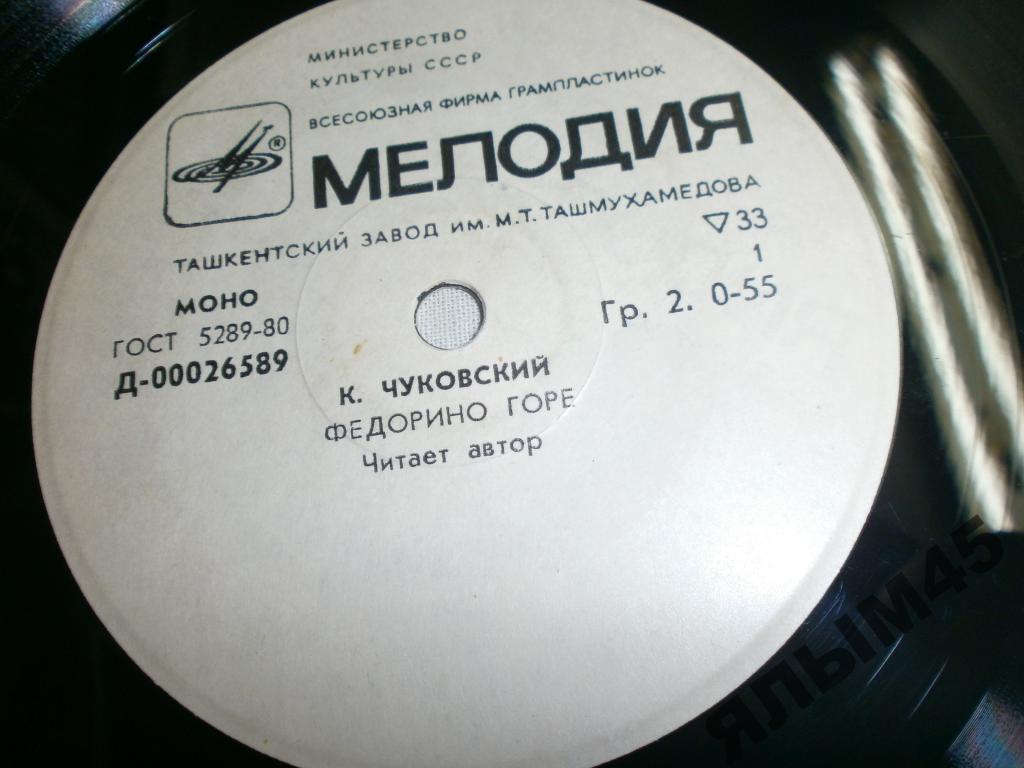 МИНИСТЕРСТВО
КУЛЬТУРЫ СССР
ВСЕСОЮЗНАЯ ФИРМА ГРАМПЛАСТИНОК
®
МЕЛОДИЯ
ТАШКЕНТСКИЙ ЗАВОД ИМ. М.Т. ТАШМУХАМЕДОВА
▽33
МОНО
1
ГОСТ 5289-80
Гр. 2. 0-55
Д-00026589
К. ЧУКОВСКИЙ
ФЕДОРИНО ГОРЕ
Читает автор
ЯЛЫМ45